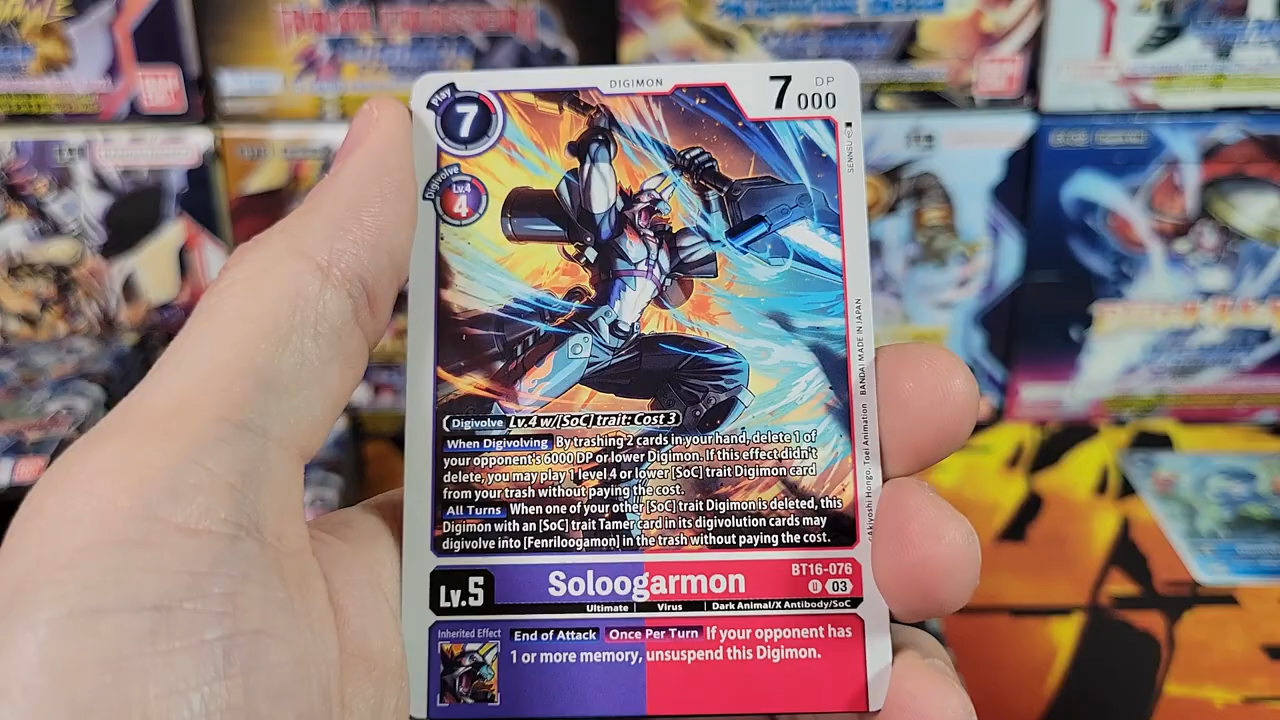 DIGIMON
Play
7
7000
DP
Digivolve
Lv.4
4
SENNSU
Digivolve Lv.4 w/[SoC] trait: Cost 3
When Digivolving By trashing 2 cards in your hand, delete 1 of
your opponent's 6000 DP or lower Digimon. If this effect didn't
delete, you may play 1 level 4 or lower [SoC] trait Digimon card
from your trash without paying the cost.
All Turns When one of your other [SoC] trait Digimon is deleted, this
Digimon with an [SoC] trait Tamer card in its digivolution cards may
digivolve into [Fenriloogamon] in the trash without paying the cost.
©Akiyoshi Hongo, Toei Animation BANDAI MADE IN JAPAN
BT16-076
Lv.5
Soloogarmon
U 03
Ultimate | Virus | Dark Animal/X Antibody/SoC
Inherited Effect
End of Attack Once Per Turn If your opponent has
1 or more memory, unsuspend this Digimon.